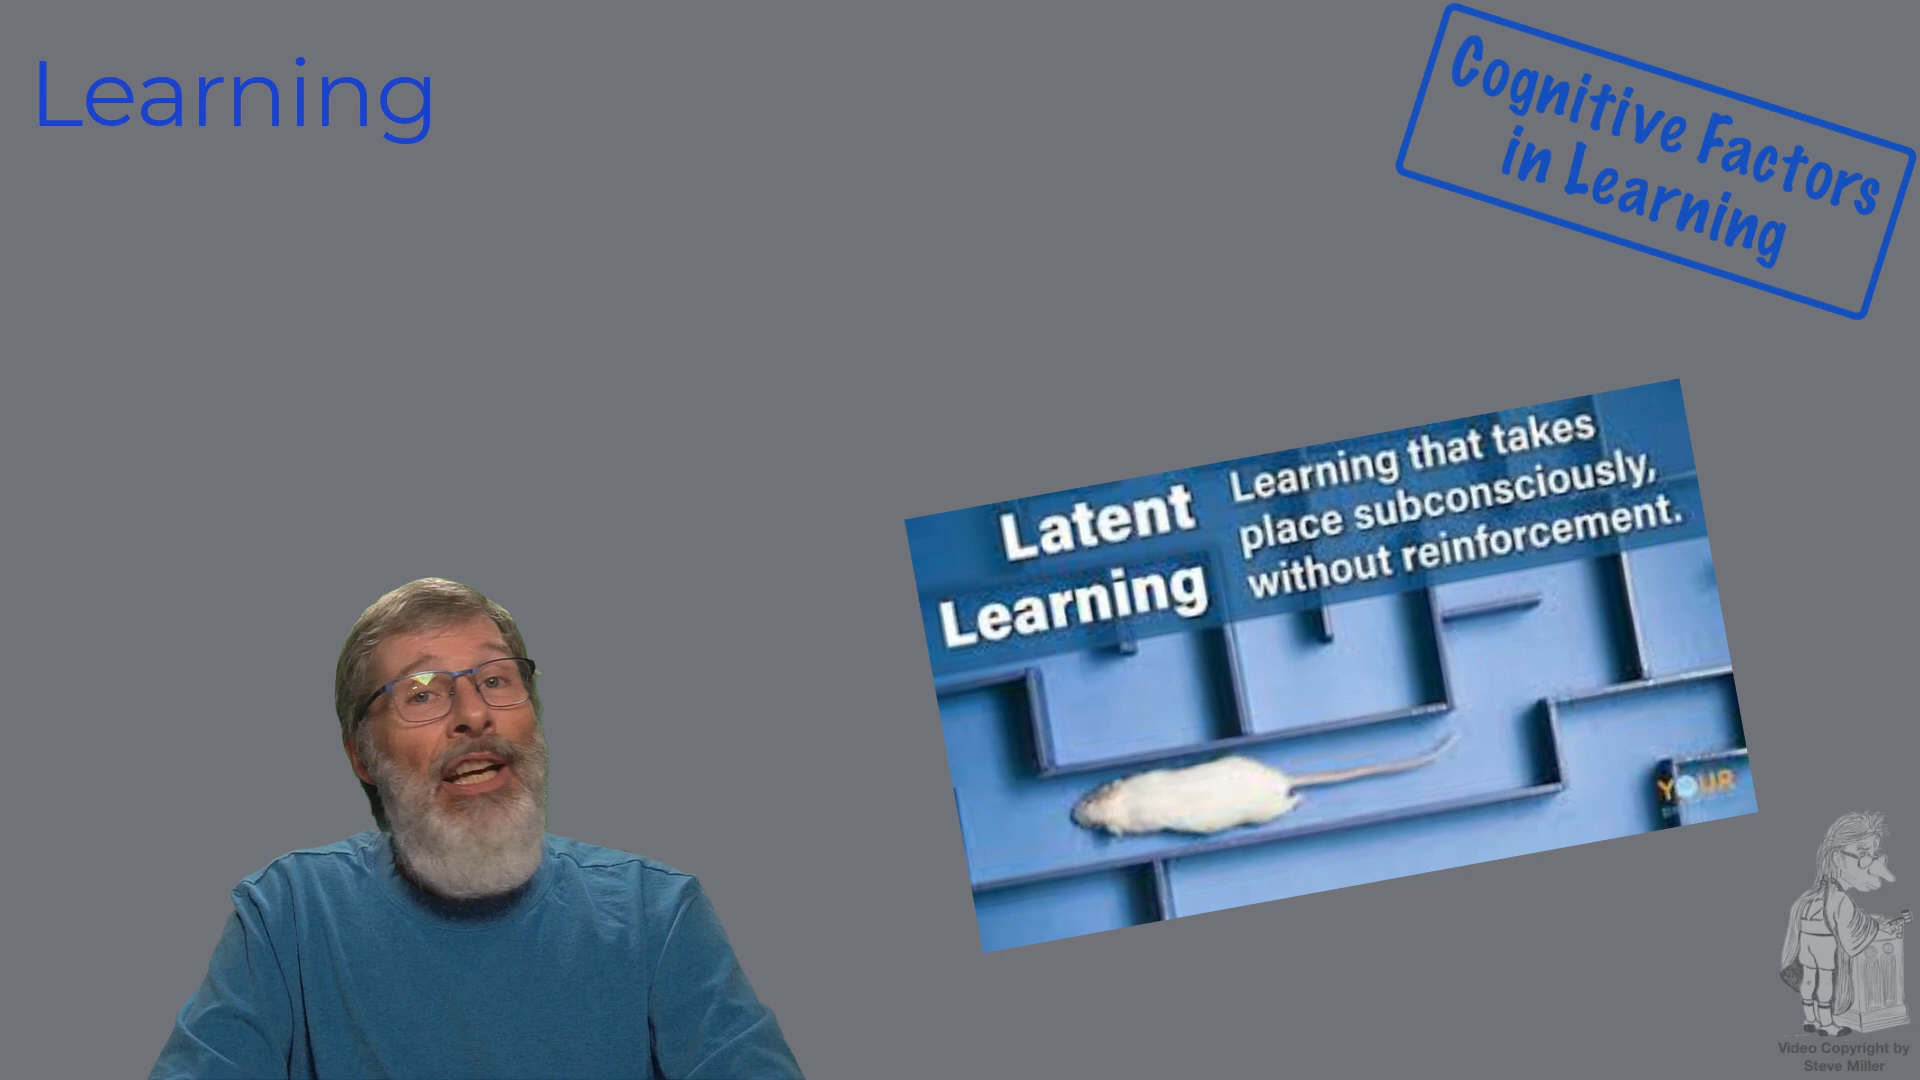 Learning
Cognitive Factors
in Learning
Latent
Learning
Learning that takes
place subconsciously,
without reinforcement.
YOUR
Video Copyright by
Steve Miller